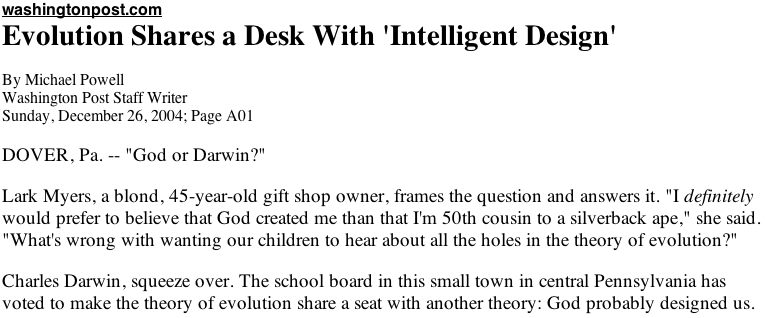 washingtonpost.com
Evolution Shares a Desk With 'Intelligent Design'
By Michael Powell
Washington Post Staff Writer
Sunday, December 26, 2004; Page A01
DOVER, Pa. -- "God or Darwin?"
Lark Myers, a blond, 45-year-old gift shop owner, frames the question and answers it. "I definitely
would prefer to believe that God created me than that I'm 50th cousin to a silverback ape," she said.
"What's wrong with wanting our children to hear about all the holes in the theory of evolution?"
Charles Darwin, squeeze over. The school board in this small town in central Pennsylvania has
voted to make the theory of evolution share a seat with another theory: God probably designed us.